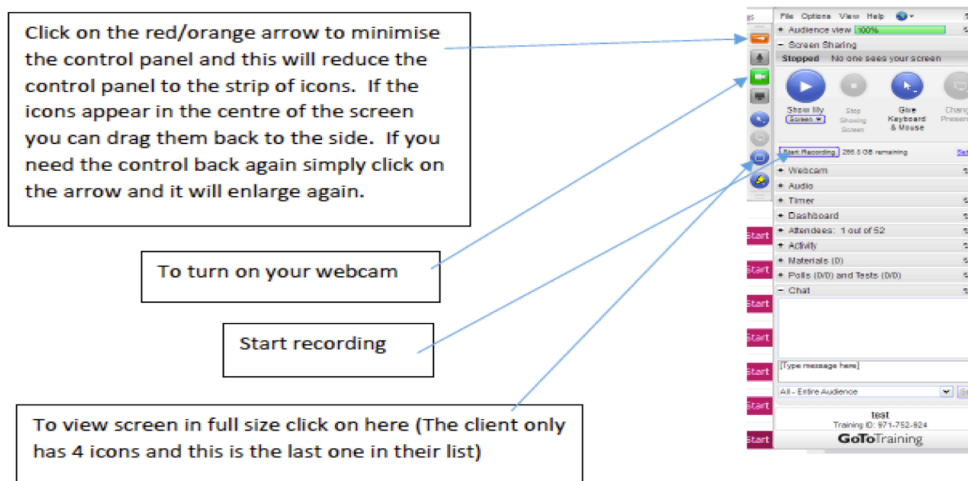 Click on the red/orange arrow to minimise
the control panel and this will reduce the
control panel to the strip of icons. If the
icons appear in the centre of the screen
you can drag them back to the side. If you
need the control back again simply click on
the arrow and it will enlarge again.
To turn on your webcam
Start recording
To view screen in full size click on here (The client only
has 4 icons and this is the last one in their list)
File Options View Help
Audience view 100%
Screen Sharing
Stopped No one sees your screen
Show My Stop Give
Screen Showing Keyboard
Screen & Mouse
Start Recording 266.0 GB remaining
Webcam
Audio
Timer
Dashboard
Attendees: 1 out of 52
Activity
Materials (0)
Polls (0/0) and Tests (0/0)
Chat
[Type message here]
All - Entire Audience
test
Training ID: 971-752-924
GoToTraining
Start
Start
Start
Start
Start
Start
Start